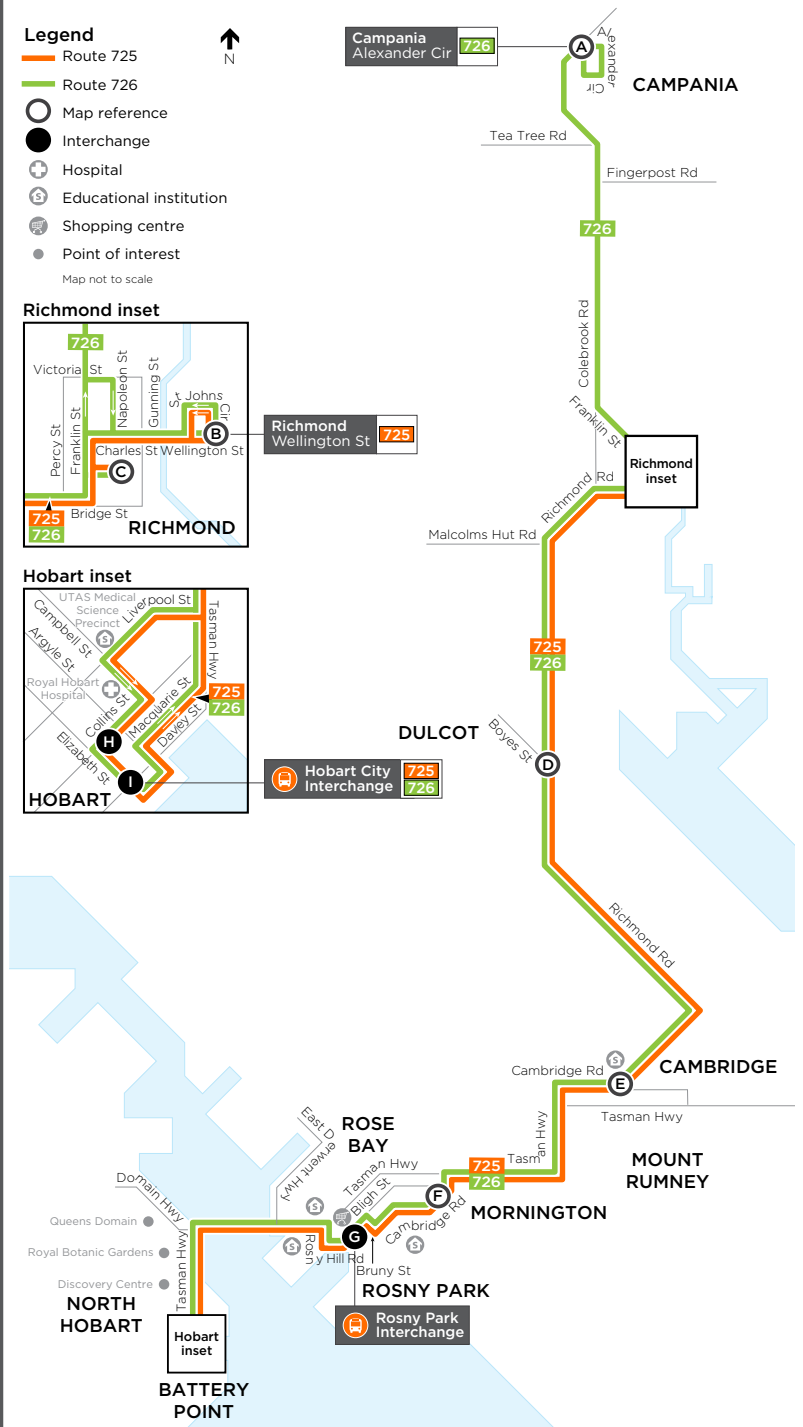 Legend
Route 725
Route 726
Map reference
Interchange
Hospital
Educational institution
Shopping centre
Point of interest
Map not to scale
N
Campania
Alexander Cir
726
A
Alexander
Cir
CAMPANIA
Tea Tree Rd
Fingerpost Rd
726
Colebrook Rd
Franklin St
Richmond
inset
Richmond Rd
Malcolms Hut Rd
725
726
DULCOT
Boyes St
D
Richmond Rd
Cambridge Rd
E
CAMBRIDGE
Tasman Hwy
MOUNT
RUMNEY
Tasman Hwy
725
726
MORNINGTON
F
Cambridge Rd
ROSE
BAY
East Derwent Hwy
Tasman Hwy
Bligh St
G
Rosny Hill Rd
Bruny St
ROSNY PARK
Rosny Park
Interchange
Domain Hwy
Queens Domain
Royal Botanic Gardens
Discovery Centre
Tasman Hwy
NORTH
HOBART
Hobart
inset
BATTERY
POINT
Richmond inset
726
Victoria St
Percy St
Franklin St
Napoleon St
Gunning St
St Johns
Cir
B
Charles St
Wellington St
C
Bridge St
725
726
RICHMOND
Richmond
Wellington St
725
Hobart inset
UTAS Medical
Science
Precinct
Liverpool St
Campbell St
Argyle St
Tasman Hwy
Royal Hobart
Hospital
Collins St
Macquarie St
Davey St
725
726
H
Elizabeth St
I
HOBART
Hobart City
Interchange
725
726